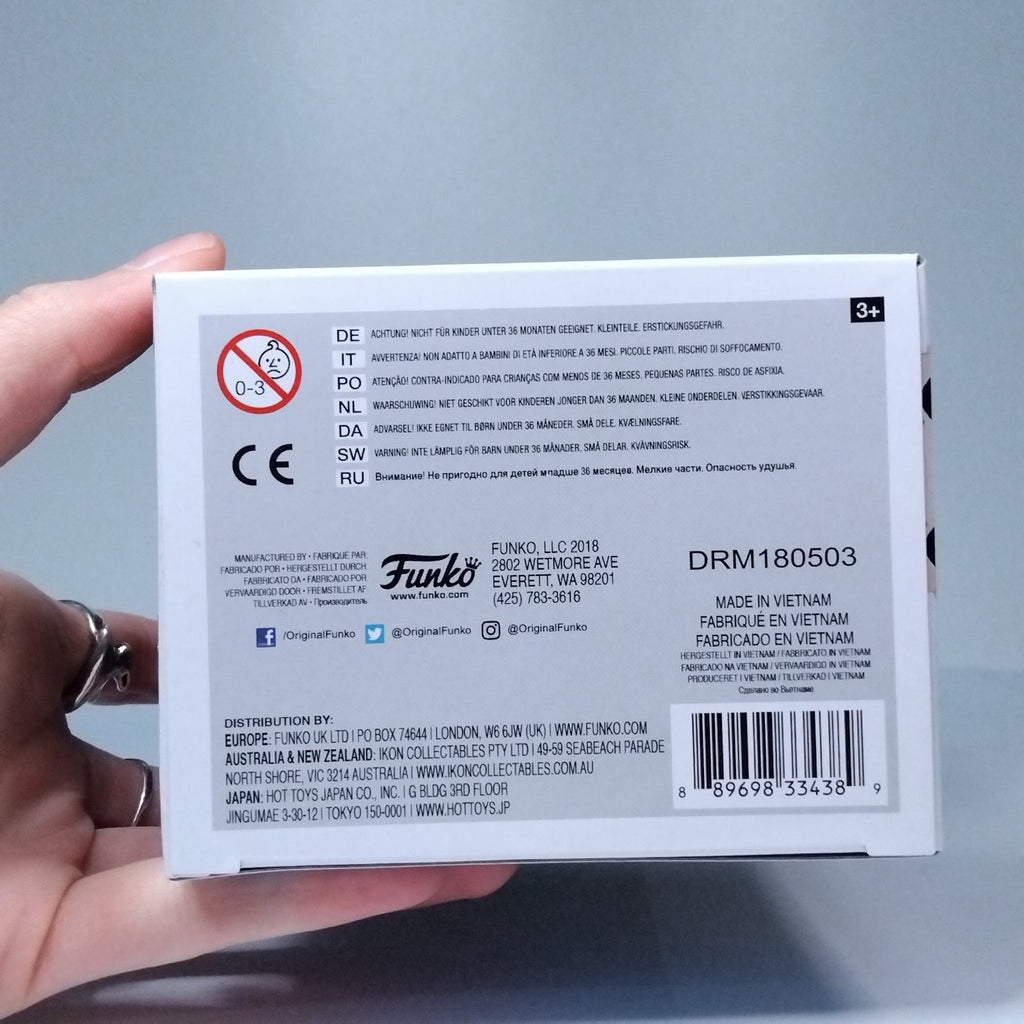 3+
0-3
DE ACHTUNG! NICHT FÜR KINDER UNTER 36 MONATEN GEEIGNET. KLEINTEILE. ERSTICKUNGSGEFAHR.
IT AVVERTENZA! NON ADATTO A BAMBINI DI ETÀ INFERIORE A 36 MESI. PICCOLE PARTI. RISCHIO DI SOFFOCAMENTO.
PO ATENÇÃO! CONTRA-INDICADO PARA CRIANÇAS COM MENOS DE 36 MESES. PEQUENAS PARTES. RISCO DE ASFIXIA.
NL WAARSCHUWING! NIET GESCHIKT VOOR KINDEREN JONGER DAN 36 MAANDEN. KLEINE ONDERDELEN. VERSTIKKINGSGEVAAR.
DA ADVARSEL! IKKE EGNET TIL BØRN UNDER 36 MÅNEDER. SMÅ DELE. KVÆLNINGSFARE.
SW VARNING! INTE LÄMPLIG FÖR BARN UNDER 36 MÅNADER. SMÅ DELAR. KVÄVNINGSRISK.
RU Внимание! Не пригодно для детей младше 36 месяцев. Мелкие части. Опасность удушья.
CE
MANUFACTURED BY • FABRIQUÉ PAR
FABRICADO POR • HERGESTELLT DURCH
FABBRICATO DA • FABRICADO POR
VERVAARDIGD DOOR • FREMSTILLET AF
TILLVERKAD AV • Производитель
Funko
www.funko.com
FUNKO, LLC 2018
2802 WETMORE AVE
EVERETT, WA 98201
(425) 783-3616
/OriginalFunko @OriginalFunko @OriginalFunko
DRM180503
MADE IN VIETNAM
FABRIQUÉ EN VIETNAM
FABRICADO EN VIETNAM
HERGESTELLT IN VIETNAM / FABBRICATO IN VIETNAM
FABRICADO NA VIETNAM / VERVAARDIGD IN VIETNAM
PRODUCERET I VIETNAM / TILLVERKAD I VIETNAM
Сделано во Вьетнаме
DISTRIBUTION BY:
EUROPE: FUNKO UK LTD | PO BOX 74644 | LONDON, W6 6JW (UK) | WWW.FUNKO.COM
AUSTRALIA & NEW ZEALAND: IKON COLLECTABLES PTY LTD | 49-59 SEABEACH PARADE
NORTH SHORE, VIC 3214 AUSTRALIA | WWW.IKONCOLLECTABLES.COM.AU
JAPAN: HOT TOYS JAPAN CO., INC. | G BLDG 3RD FLOOR
JINGUMAE 3-30-12 | TOKYO 150-0001 | WWW.HOTTOYS.JP
8 89698 33438 9